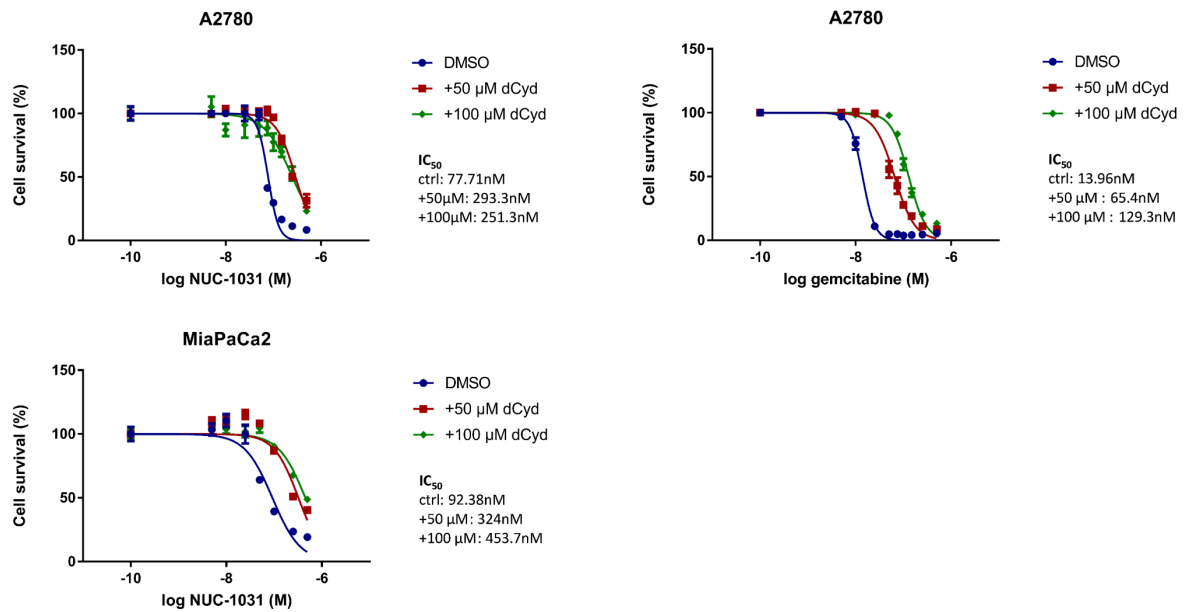 A2780
150
100
50
0
Cell survival (%)
-10
-8
-6
log NUC-1031 (M)
DMSO
+50 µM dCyd
+100 µM dCyd
IC50
ctrl: 77.71nM
+50µM: 293.3nM
+100µM: 251.3nM
A2780
150
100
50
0
Cell survival (%)
-10
-8
-6
log gemcitabine (M)
DMSO
+50 µM dCyd
+100 µM dCyd
IC50
ctrl: 13.96nM
+50 µM : 65.4nM
+100 µM : 129.3nM
MiaPaCa2
150
100
50
0
Cell survival (%)
-10
-8
-6
log NUC-1031 (M)
DMSO
+50 µM dCyd
+100 µM dCyd
IC50
ctrl: 92.38nM
+50 µM: 324nM
+100 µM: 453.7nM